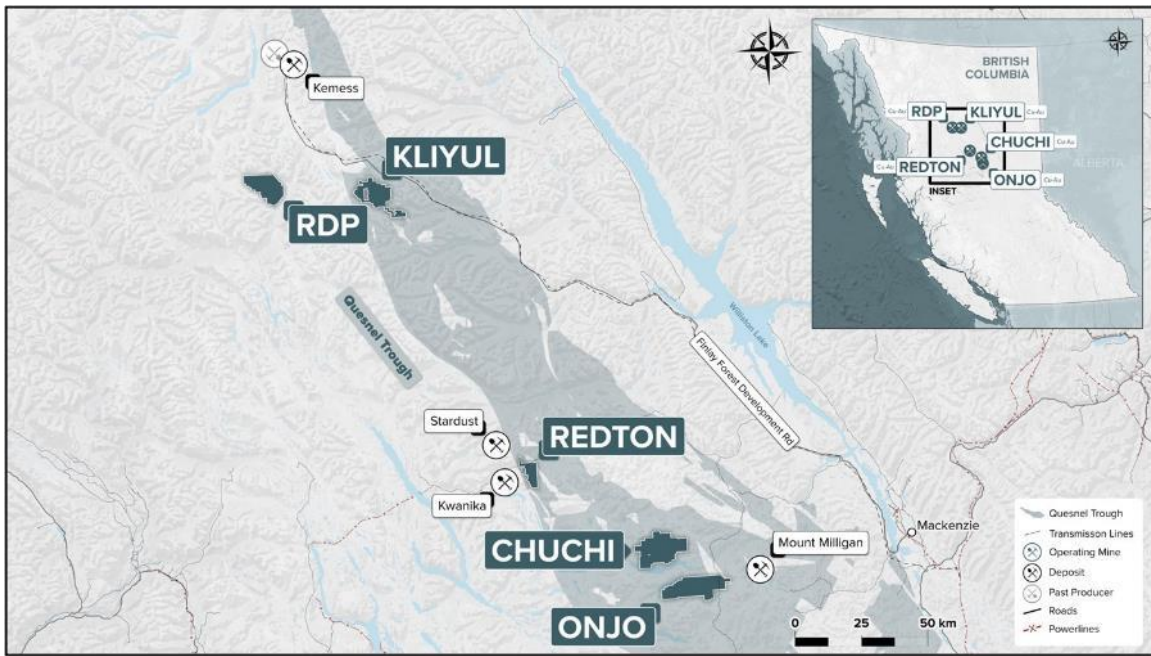 Kemess
KLIYUL
RDP
Quesnel Trough
Williston Lake
Finlay Forest Development Rd
Stardust
REDTON
Kwanika
CHUCHI
Mount Milligan
Mackenzie
ONJO
0 25 50 km
BRITISH
COLUMBIA
ALBERTA
Cu-Au RDP
KLIYUL Cu-Au
CHUCHI Cu-Au
Cu-Au REDTON
ONJO Cu-Au
INSET
Quesnel Trough
Transmisson Lines
Operating Mine
Deposit
Past Producer
Roads
Powerlines